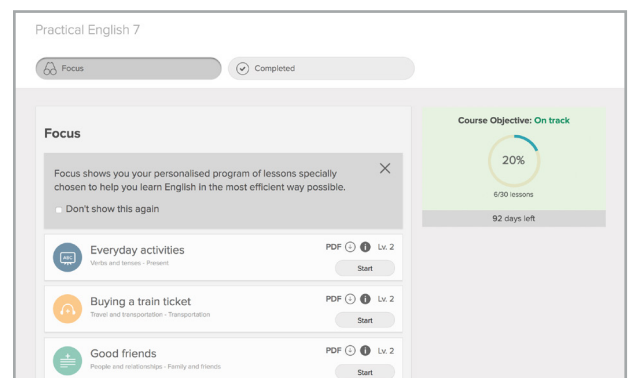 Practical English 7
Focus
Completed
Focus
Focus shows you your personalised program of lessons specially
chosen to help you learn English in the most efficient way possible.
Don't show this again
ABC
Everyday activities
Verbs and tenses - Present
PDF i Lv. 2
Start
Buying a train ticket
Travel and transportation - Transportation
PDF i Lv. 2
Start
Good friends
People and relationships - Family and friends
PDF i Lv. 2
Start
Course Objective: On track
20%
6/30 lessons
92 days left